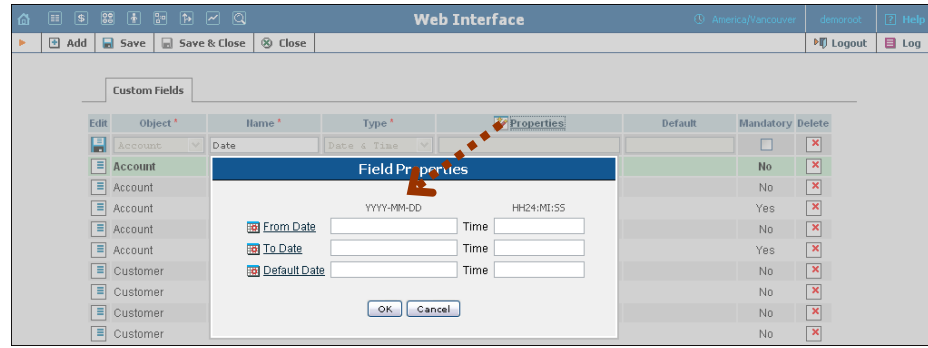 Web Interface America/Vancouver demoroot Help
Add Save Save & Close Close Logout Log
Custom Fields
Edit Object * Name * Type * Properties Default Mandatory Delete
Account Date Date & Time
Field Properties
Account No
Account No
Account Yes
Account No
Account Yes
Customer No
Customer No
Customer No
Customer No
YYYY-MM-DD HH24:MI:SS
From Date Time
To Date Time
Default Date Time
OK Cancel